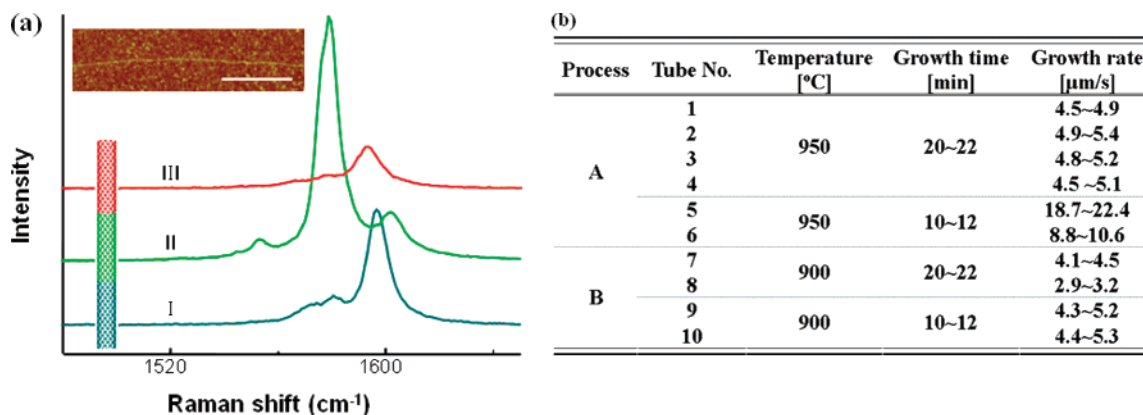 (a)
Intensity
III
II
I
1520 1600
Raman shift (cm-1)
(b)
Process Tube No. Temperature [°C] Growth time [min] Growth rate [μm/s]
1 4.5~4.9
2 4.9~5.4
A 950 20~22
3 4.8~5.2
4 4.5 ~5.1
5 18.7~22.4
950 10~12
6 8.8~10.6
7 4.1~4.5
900 20~22
8 2.9~3.2
B
9 4.3~5.2
900 10~12
10 4.4~5.3